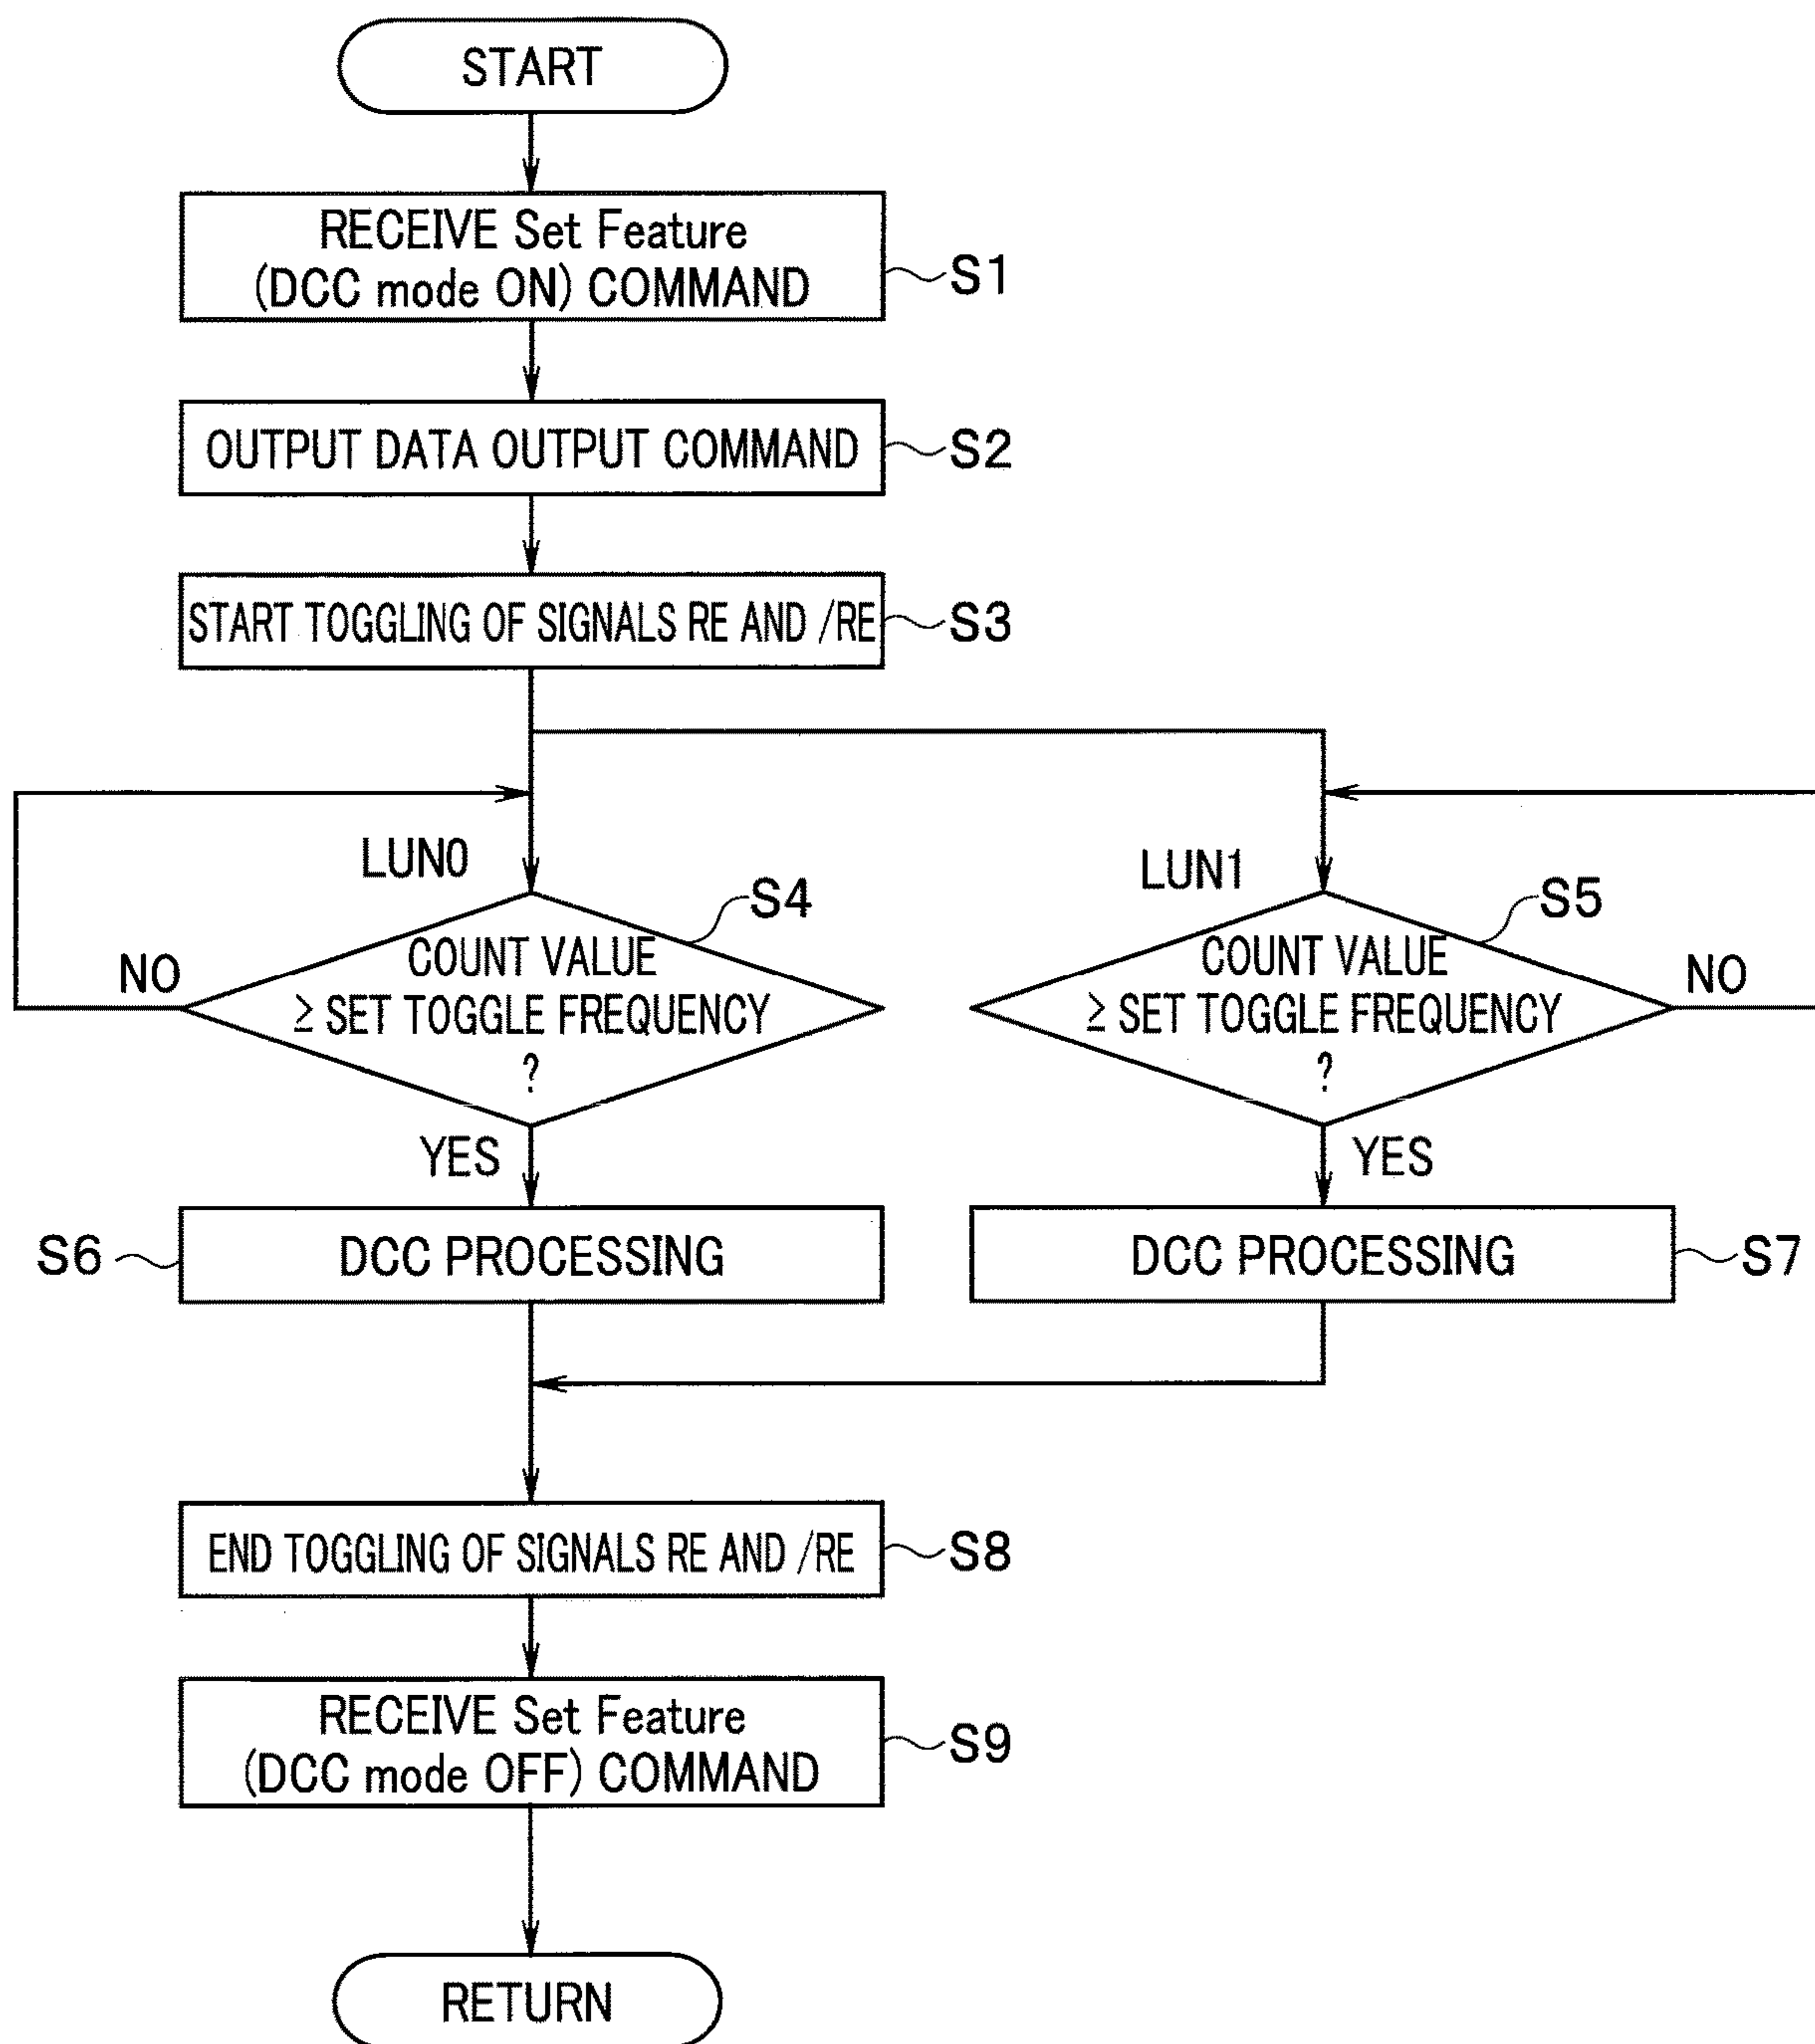 START
RECEIVE Set Feature
(DCC mode ON) COMMAND
S1
OUTPUT DATA OUTPUT COMMAND
S2
START TOGGLING OF SIGNALS RE AND /RE
S3
LUN0
LUN1
S4
S5
NO
COUNT VALUE
≥ SET TOGGLE FREQUENCY
?
COUNT VALUE
≥ SET TOGGLE FREQUENCY
?
NO
YES
YES
S6
DCC PROCESSING
DCC PROCESSING
S7
END TOGGLING OF SIGNALS RE AND /RE
S8
RECEIVE Set Feature
(DCC mode OFF) COMMAND
S9
RETURN